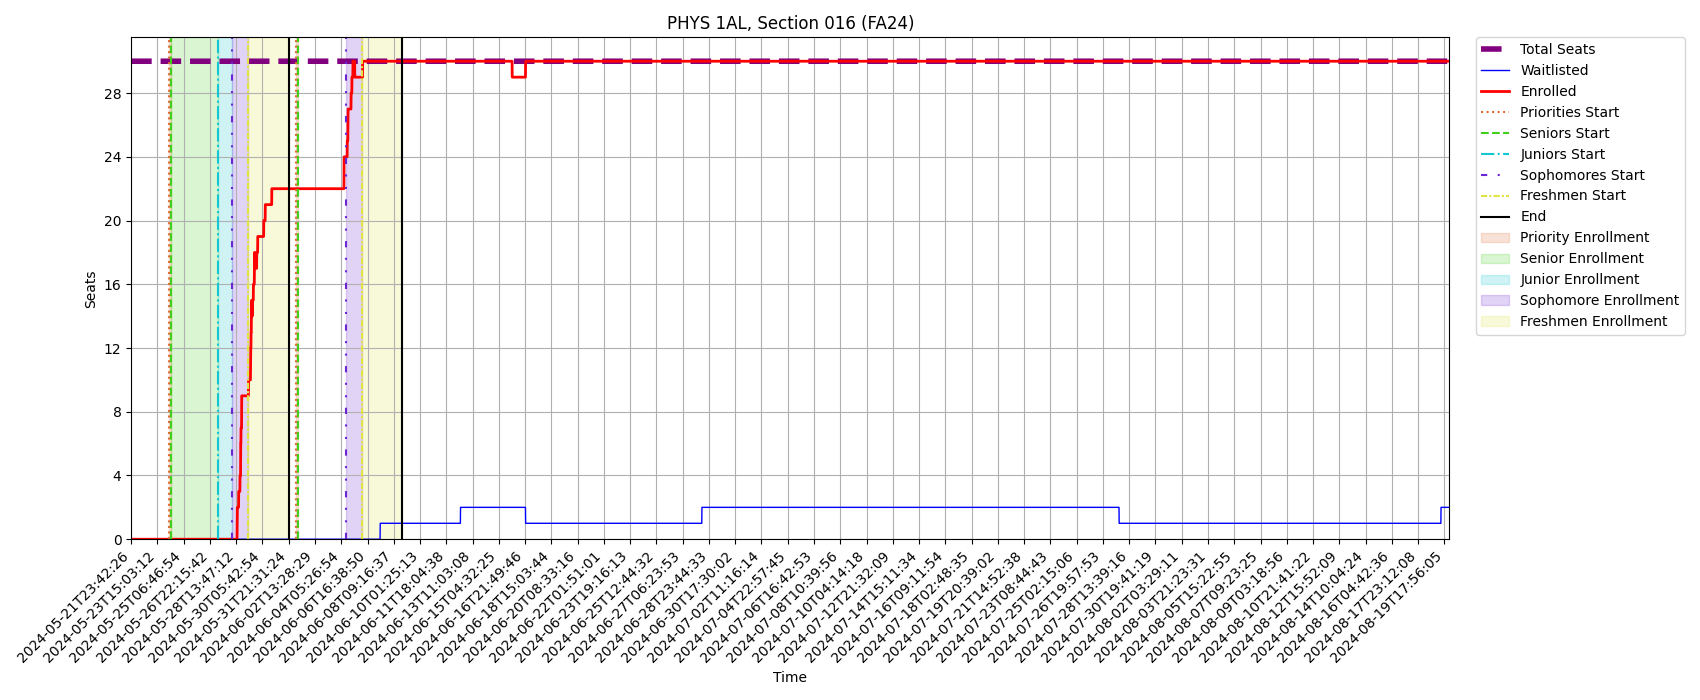 PHYS 1AL, Section 016 (FA24)
Seats
28
24
20
16
12
8
4
0
2024-05-21T23:42:26
2024-05-23T15:03:12
2024-05-25T06:46:54
2024-05-26T22:15:42
2024-05-28T13:47:12
2024-05-30T05:42:54
2024-05-31T21:31:24
2024-06-02T13:28:29
2024-06-04T05:26:54
2024-06-06T16:38:50
2024-06-08T09:16:37
2024-06-10T01:25:13
2024-06-11T18:04:38
2024-06-13T11:03:08
2024-06-15T04:32:25
2024-06-16T21:49:46
2024-06-18T15:03:44
2024-06-20T08:33:16
2024-06-22T01:51:01
2024-06-23T19:16:13
2024-06-25T12:44:32
2024-06-27T06:23:53
2024-06-28T23:44:33
2024-06-30T17:30:02
2024-07-02T11:16:14
2024-07-04T22:57:45
2024-07-06T16:42:53
2024-07-08T10:39:56
2024-07-10T04:14:18
2024-07-12T21:32:09
2024-07-14T15:11:34
2024-07-16T09:11:54
2024-07-18T02:48:35
2024-07-19T20:39:02
2024-07-21T14:52:38
2024-07-23T08:44:43
2024-07-25T02:15:06
2024-07-26T19:57:53
2024-07-28T13:39:16
2024-07-30T19:41:19
2024-08-02T03:29:11
2024-08-03T21:23:31
2024-08-05T15:22:55
2024-08-07T09:23:25
2024-08-09T03:18:56
2024-08-10T21:41:22
2024-08-12T15:52:09
2024-08-14T10:04:24
2024-08-16T04:42:36
2024-08-17T23:12:08
2024-08-19T17:56:05
Time
Total Seats
Waitlisted
Enrolled
Priorities Start
Seniors Start
Juniors Start
Sophomores Start
Freshmen Start
End
Priority Enrollment
Senior Enrollment
Junior Enrollment
Sophomore Enrollment
Freshmen Enrollment